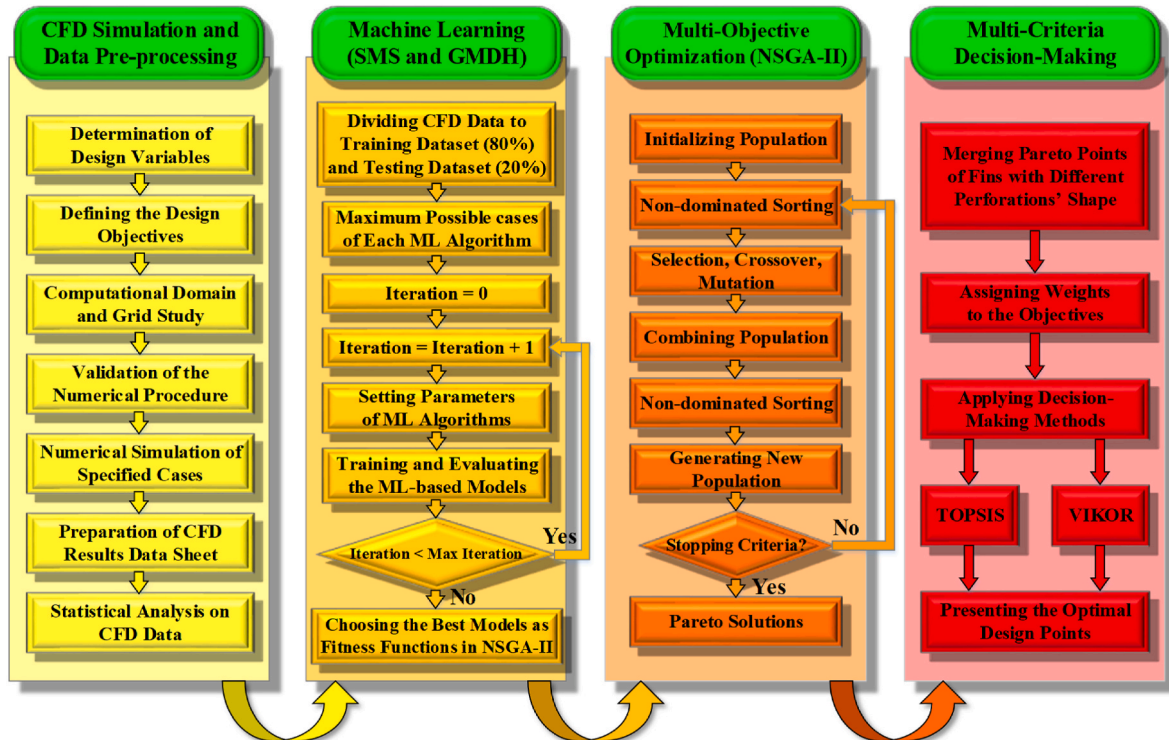 CFD Simulation and
Data Pre-processing
Determination of
Design Variables
Defining the Design
Objectives
Computational Domain
and Grid Study
Validation of the
Numerical Procedure
Numerical Simulation of
Specified Cases
Preparation of CFD
Results Data Sheet
Statistical Analysis on
CFD Data
Machine Learning
(SMS and GMDH)
Dividing CFD Data to
Training Dataset (80%)
and Testing Dataset (20%)
Maximum Possible cases
of Each ML Algorithm
Iteration = 0
Iteration = Iteration + 1
Setting Parameters
of ML Algorithms
Training and Evaluating
the ML-based Models
Yes
Iteration < Max Iteration
No
Choosing the Best Models as
Fitness Functions in NSGA-II
Multi-Objective
Optimization (NSGA-II)
Initializing Population
Non-dominated Sorting
Selection, Crossover,
Mutation
Combining Population
Non-dominated Sorting
Generating New
Population
No
Stopping Criteria?
Yes
Pareto Solutions
Multi-Criteria
Decision-Making
Merging Pareto Points
of Fins with Different
Perforations' Shape
Assigning Weights
to the Objectives
Applying Decision-
Making Methods
TOPSIS
VIKOR
Presenting the Optimal
Design Points